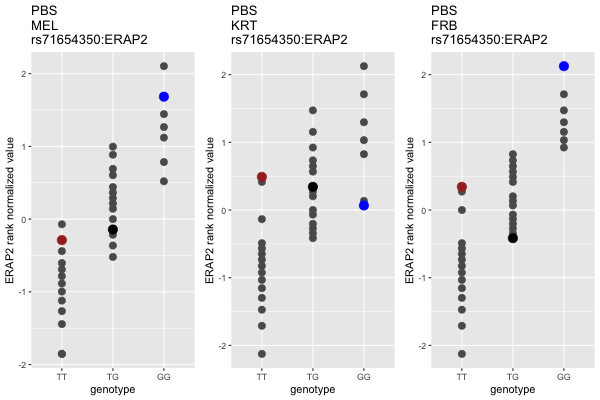 PBS
MEL
rs71654350:ERAP2
ERAP2 rank normalized value
2
1
0
-1
-2
TT
TG
GG
genotype
PBS
KRT
rs71654350:ERAP2
ERAP2 rank normalized value
2
1
0
-1
-2
TT
TG
GG
genotype
PBS
FRB
rs71654350:ERAP2
ERAP2 rank normalized value
2
1
0
-1
-2
TT
TG
GG
genotype